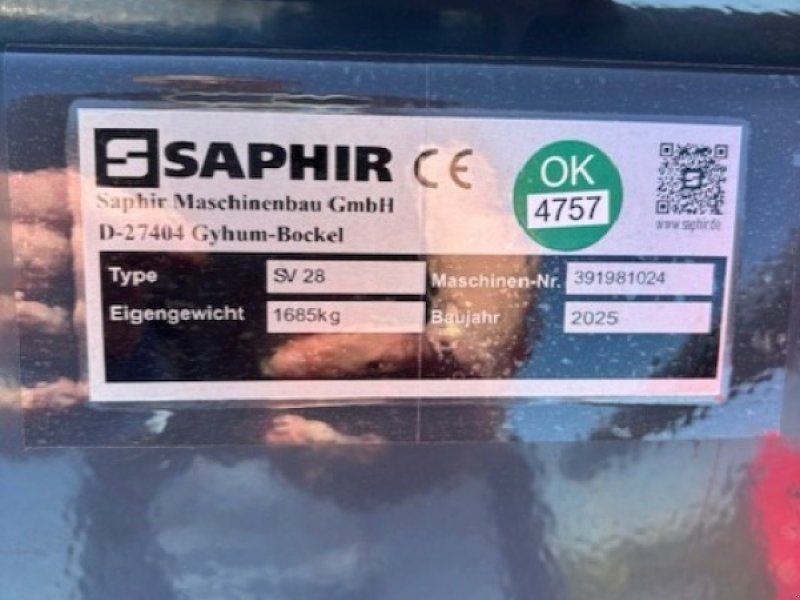 SAPHIR CE
Saphir Maschinenbau GmbH
D-27404 Gyhum-Bockel
OK
4757
www.saphir.de
Type SV 28 Maschinen-Nr. 391981024
Eigengewicht 1685kg Baujahr 2025